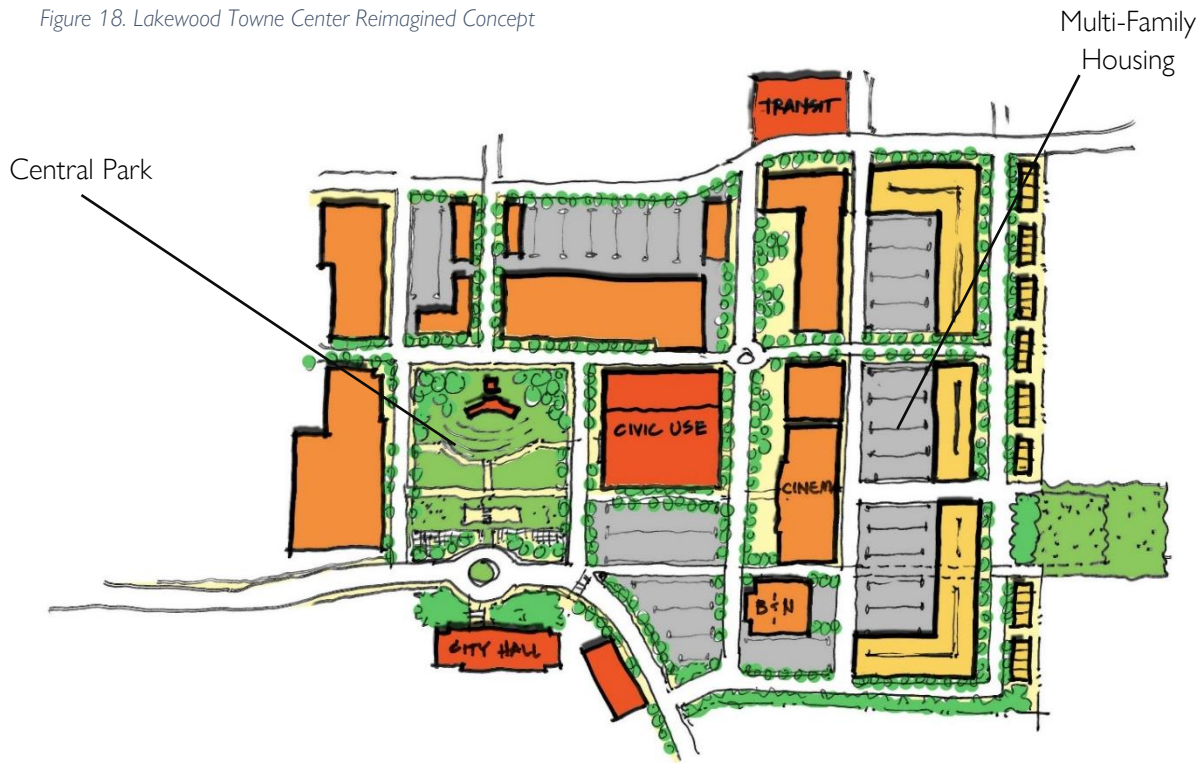 Figure 18. Lakewood Towne Center Reimagined Concept
Multi-Family
Housing
TRANSIT
Central Park
CIVIC USE
CINEM
B+N
CITY HALL